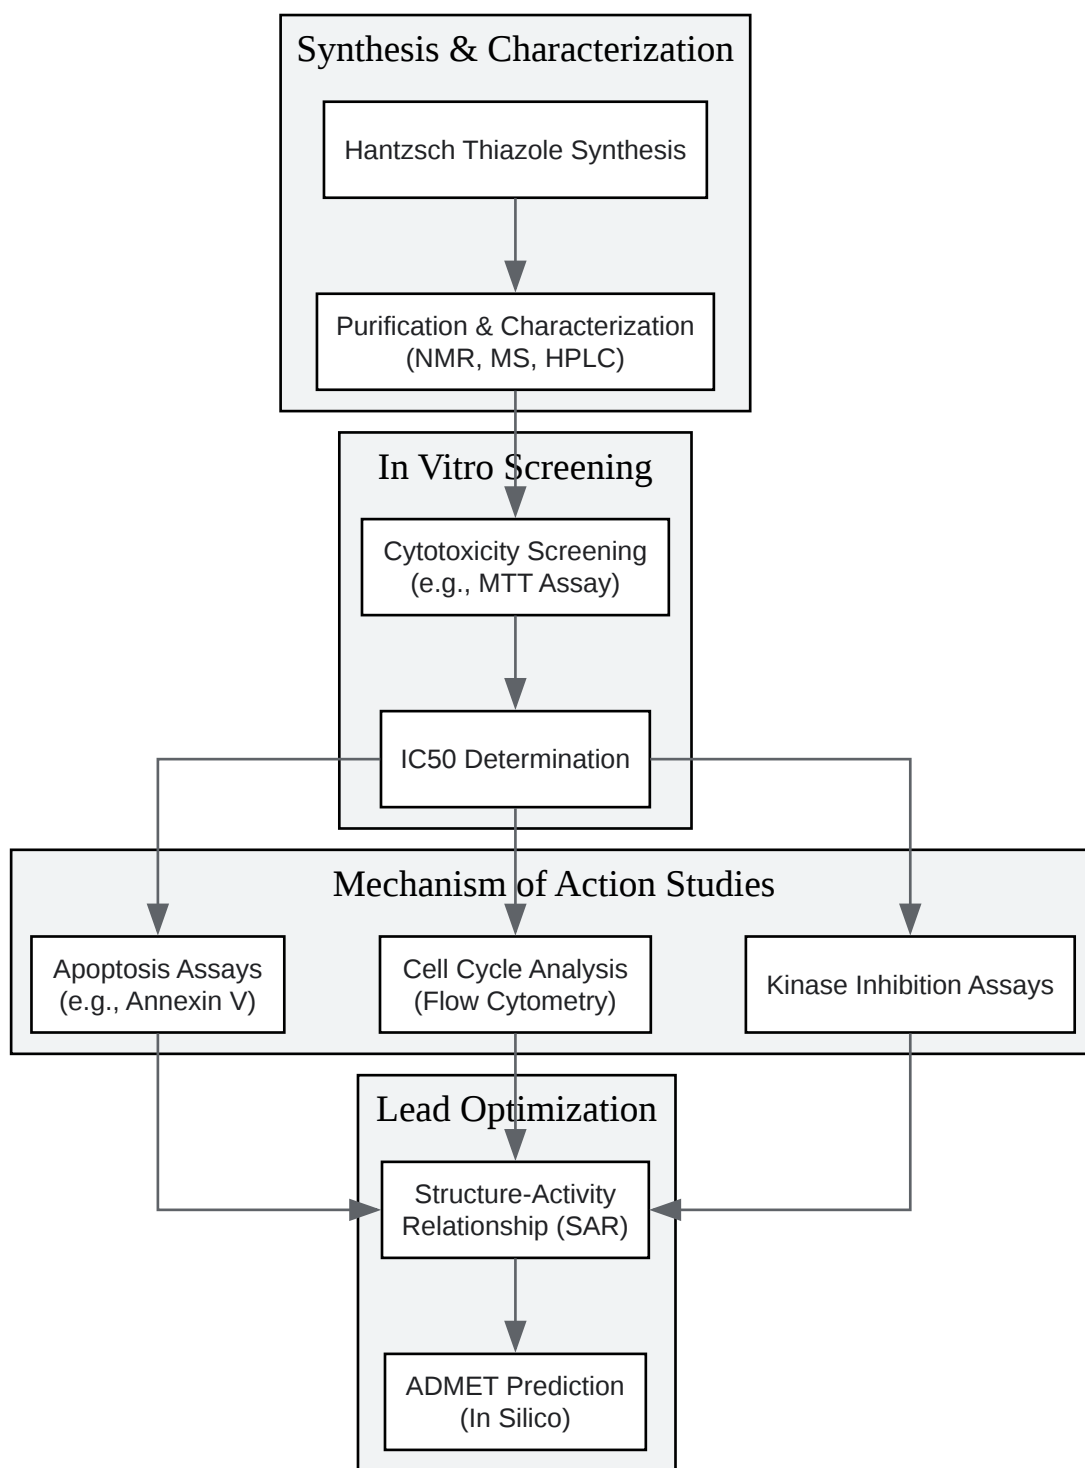 Synthesis & Characterization
Hantzsch Thiazole Synthesis
Purification & Characterization
(NMR, MS, HPLC)
In Vitro Screening
Cytotoxicity Screening
(e.g., MTT Assay)
IC50 Determination
Mechanism of Action Studies
Apoptosis Assays
(e.g., Annexin V)
Cell Cycle Analysis
(Flow Cytometry)
Kinase Inhibition Assays
Lead Optimization
Structure-Activity
Relationship (SAR)
ADMET Prediction
(In Silico)